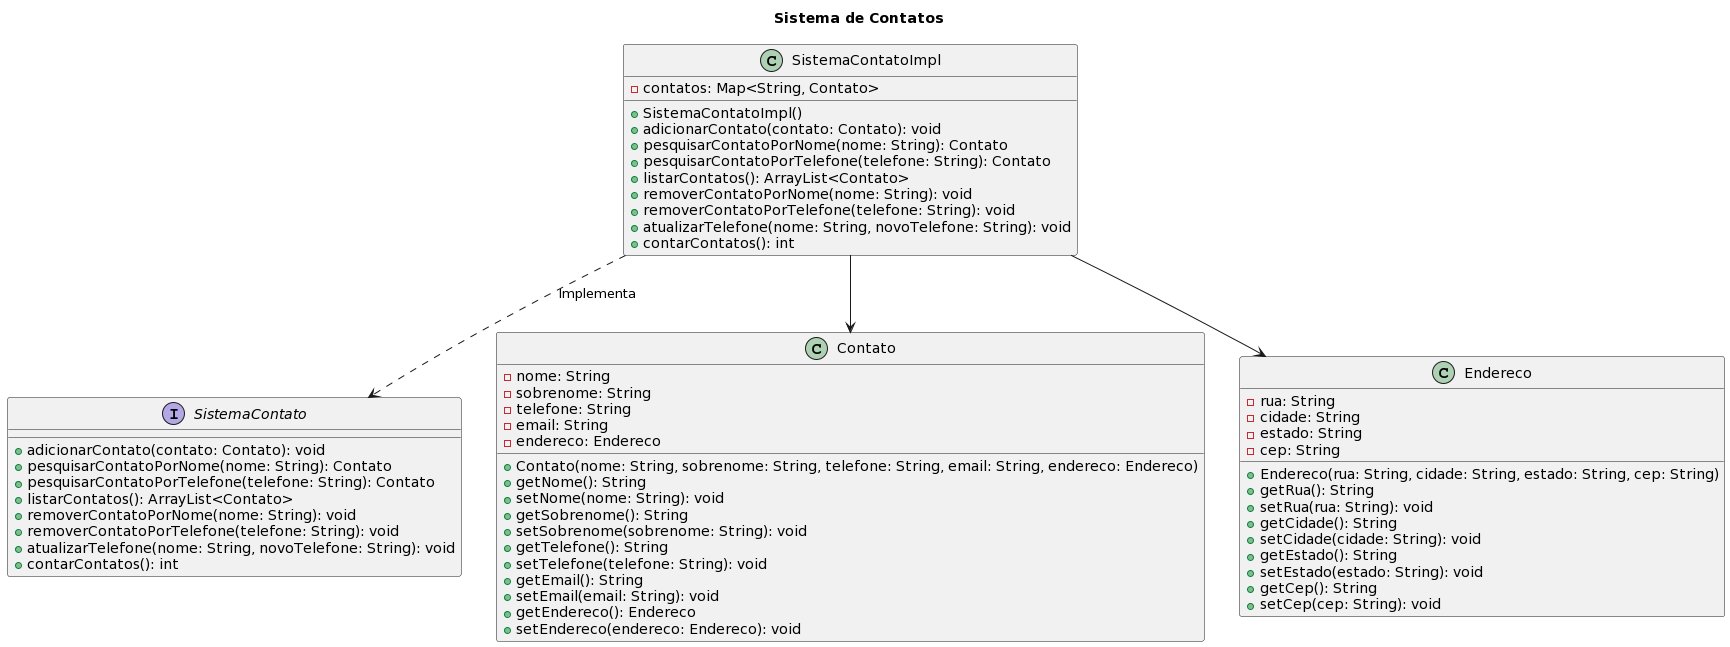 Sistema de Contatos
C SistemaContatoImpl
contatos: Map<String, Contato>
SistemaContatoImpl()
adicionarContato(contato: Contato): void
pesquisarContatoPorNome(nome: String): Contato
pesquisarContatoPorTelefone(telefone: String): Contato
listarContatos(): ArrayList<Contato>
removerContatoPorNome(nome: String): void
removerContatoPorTelefone(telefone: String): void
atualizarTelefone(nome: String, novoTelefone: String): void
contarContatos(): int
Implementa
I SistemaContato
adicionarContato(contato: Contato): void
pesquisarContatoPorNome(nome: String): Contato
pesquisarContatoPorTelefone(telefone: String): Contato
listarContatos(): ArrayList<Contato>
removerContatoPorNome(nome: String): void
removerContatoPorTelefone(telefone: String): void
atualizarTelefone(nome: String, novoTelefone: String): void
contarContatos(): int
C Contato
nome: String
sobrenome: String
telefone: String
email: String
endereco: Endereco
Contato(nome: String, sobrenome: String, telefone: String, email: String, endereco: Endereco)
getNome(): String
setNome(nome: String): void
getSobrenome(): String
setSobrenome(sobrenome: String): void
getTelefone(): String
setTelefone(telefone: String): void
getEmail(): String
setEmail(email: String): void
getEndereco(): Endereco
setEndereco(endereco: Endereco): void
C Endereco
rua: String
cidade: String
estado: String
cep: String
Endereco(rua: String, cidade: String, estado: String, cep: String)
getRua(): String
setRua(rua: String): void
getCidade(): String
setCidade(cidade: String): void
getEstado(): String
setEstado(estado: String): void
getCep(): String
setCep(cep: String): void